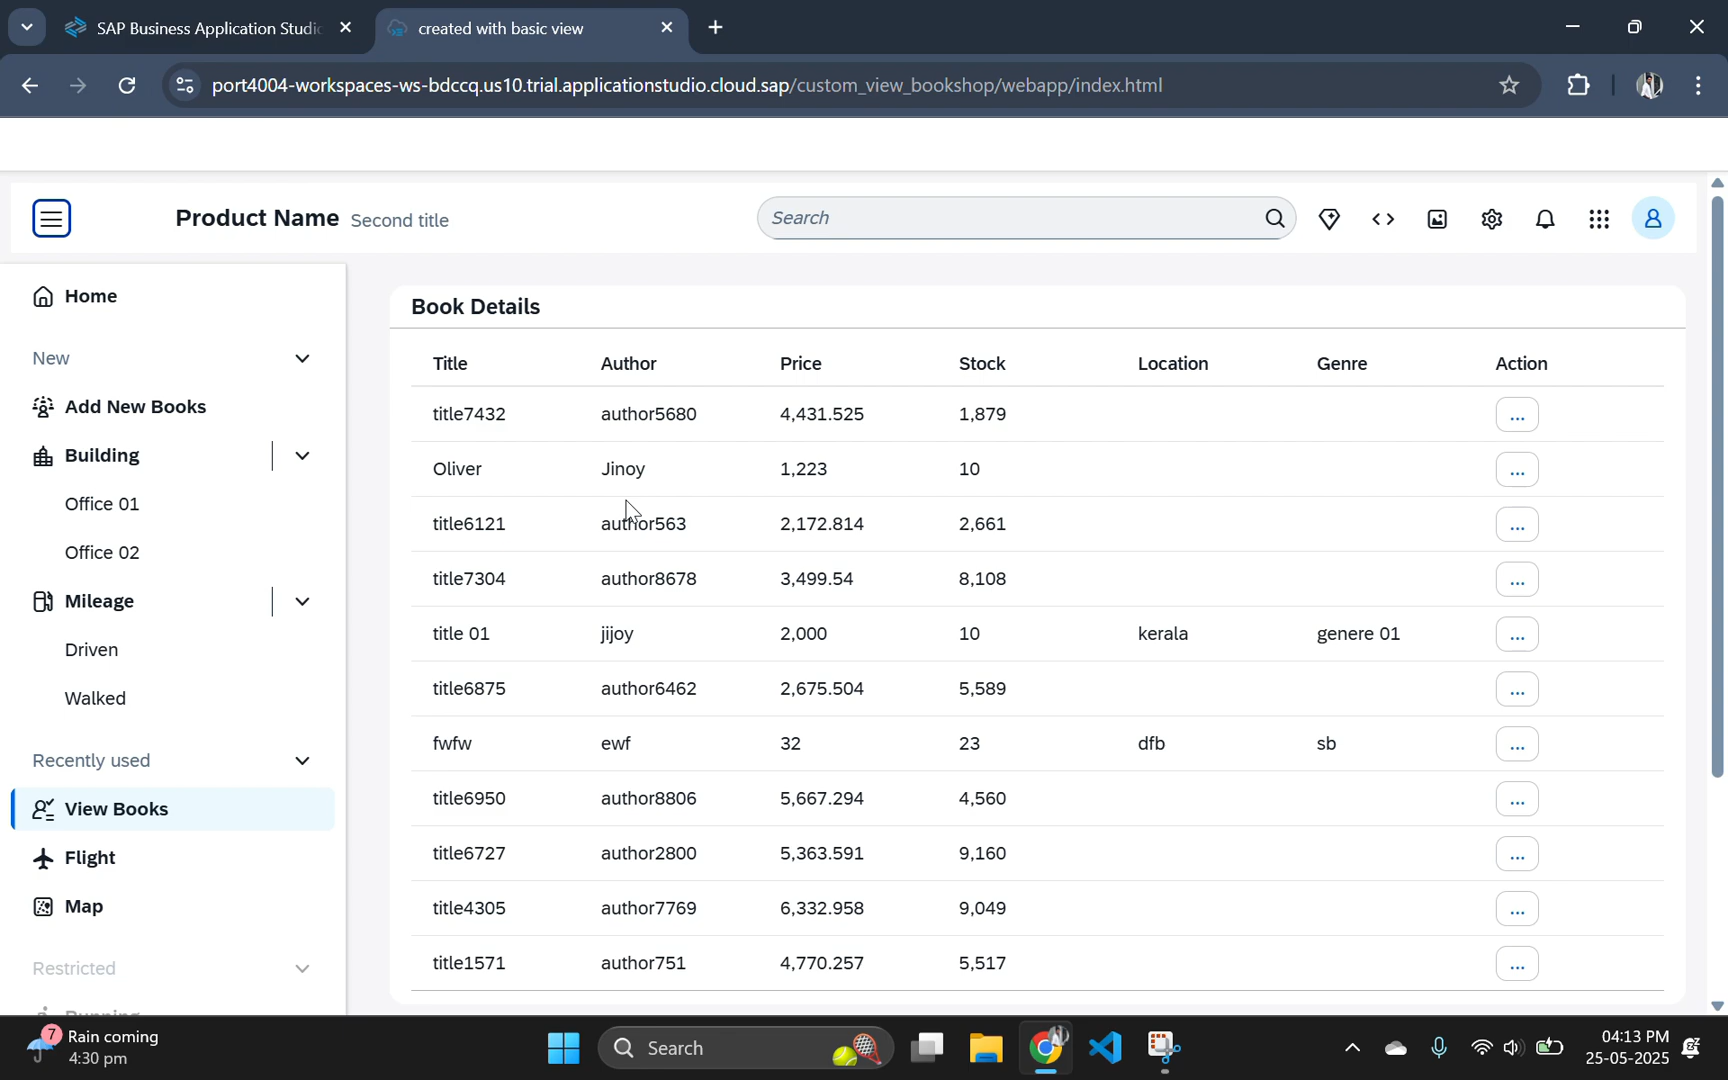 SAP Business Application Studio
created with basic view
port4004-workspaces-ws-bdccq.us10.trial.applicationstudio.cloud.sap/custom_view_bookshop/webapp/index.html
Product Name Second title
Search
Home
New
Add New Books
Building
Office 01
Office 02
Mileage
Driven
Walked
Recently used
View Books
Flight
Map
Restricted
Running
Book Details
Title Author Price Stock Location Genre Action
title7432 author5680 4,431.525 1,879 ...
Oliver Jinoy 1,223 10 ...
title6121 author563 2,172.814 2,661 ...
title7304 author8678 3,499.54 8,108 ...
title 01 jijoy 2,000 10 kerala genere 01 ...
title6875 author6462 2,675.504 5,589 ...
fwfw ewf 32 23 dfb sb ...
title6950 author8806 5,667.294 4,560 ...
title6727 author2800 5,363.591 9,160 ...
title4305 author7769 6,332.958 9,049 ...
title1571 author751 4,770.257 5,517 ...
7
Rain coming
4:30 pm
Search
04:13 PM
25-05-2025